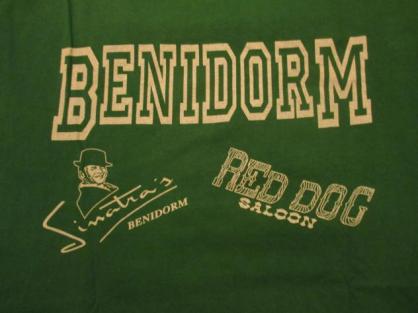 BENIDORM
Sinatra's
BENIDORM
RED DOG
SALOON